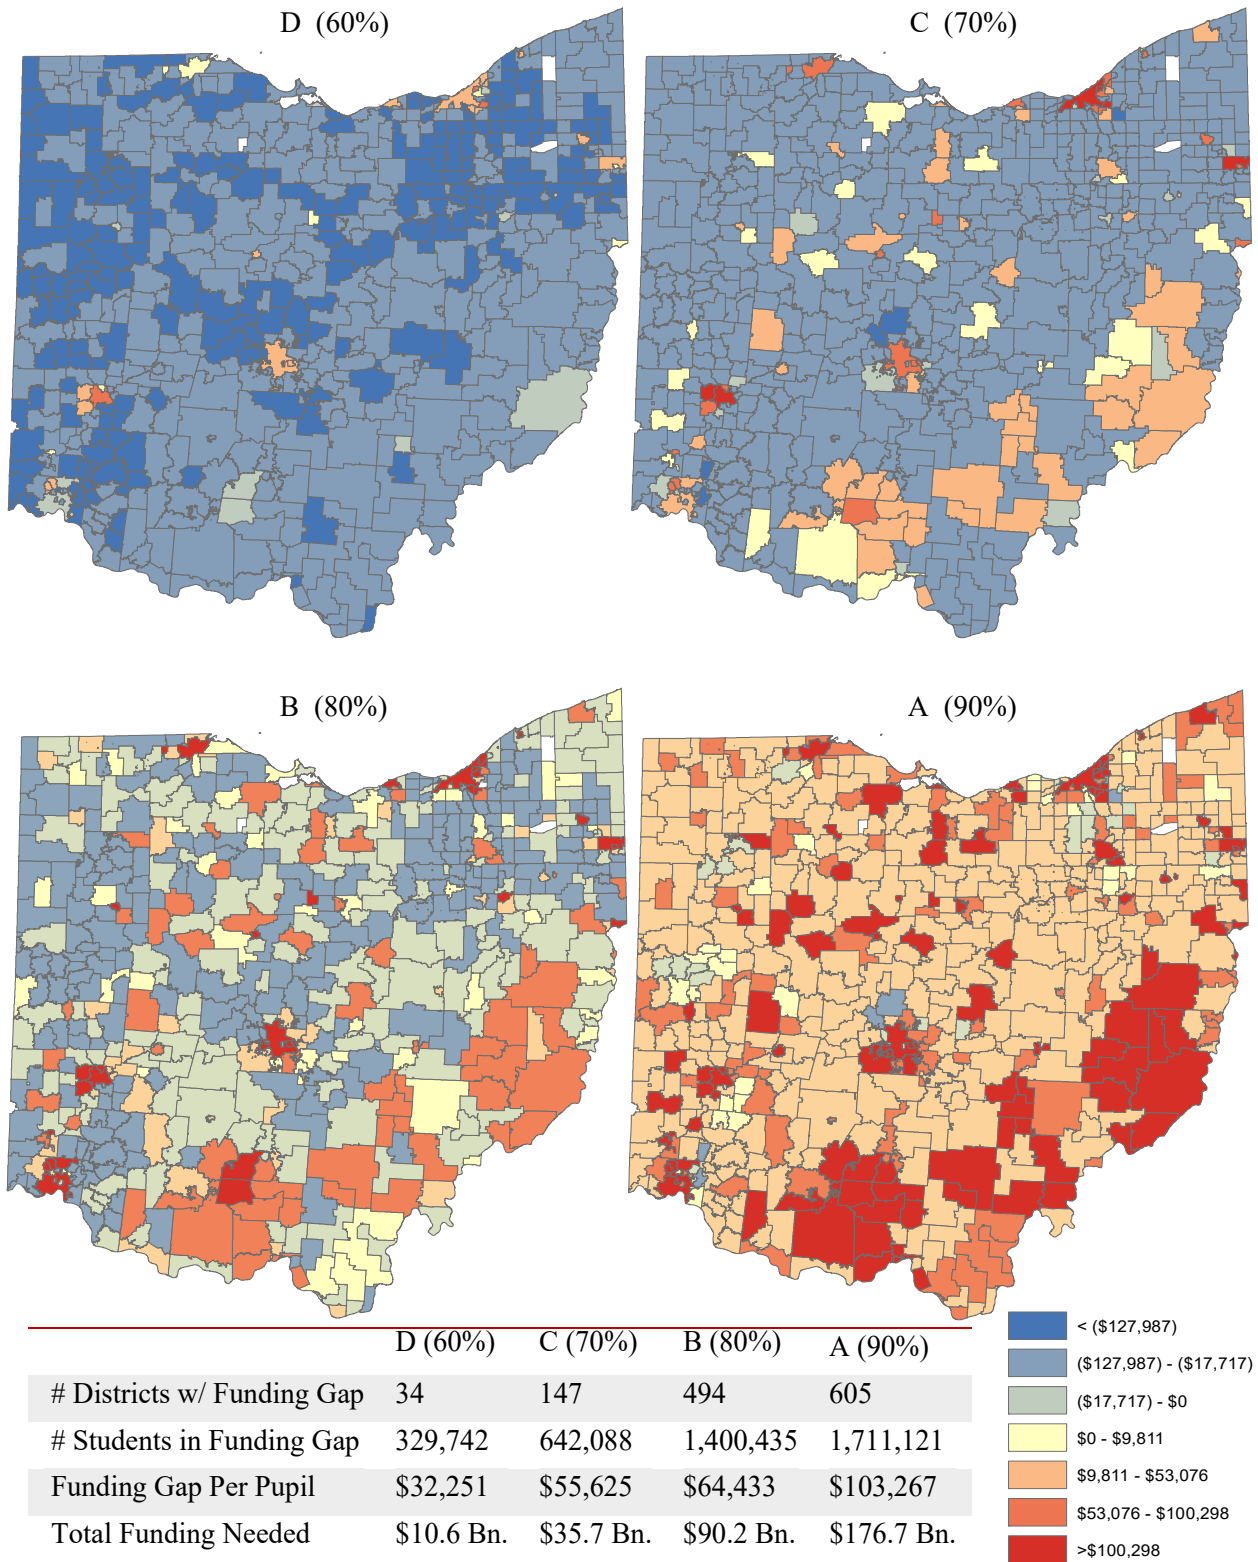 D (60%)
C (70%)
B (80%)
A (90%)
D (60%) C (70%) B (80%) A (90%)
# Districts w/ Funding Gap 34 147 494 605
# Students in Funding Gap 329,742 642,088 1,400,435 1,711,121
Funding Gap Per Pupil $32,251 $55,625 $64,433 $103,267
Total Funding Needed $10.6 Bn. $35.7 Bn. $90.2 Bn. $176.7 Bn.
< ($127,987)
($127,987) - ($17,717)
($17,717) - $0
$0 - $9,811
$9,811 - $53,076
$53,076 - $100,298
>$100,298